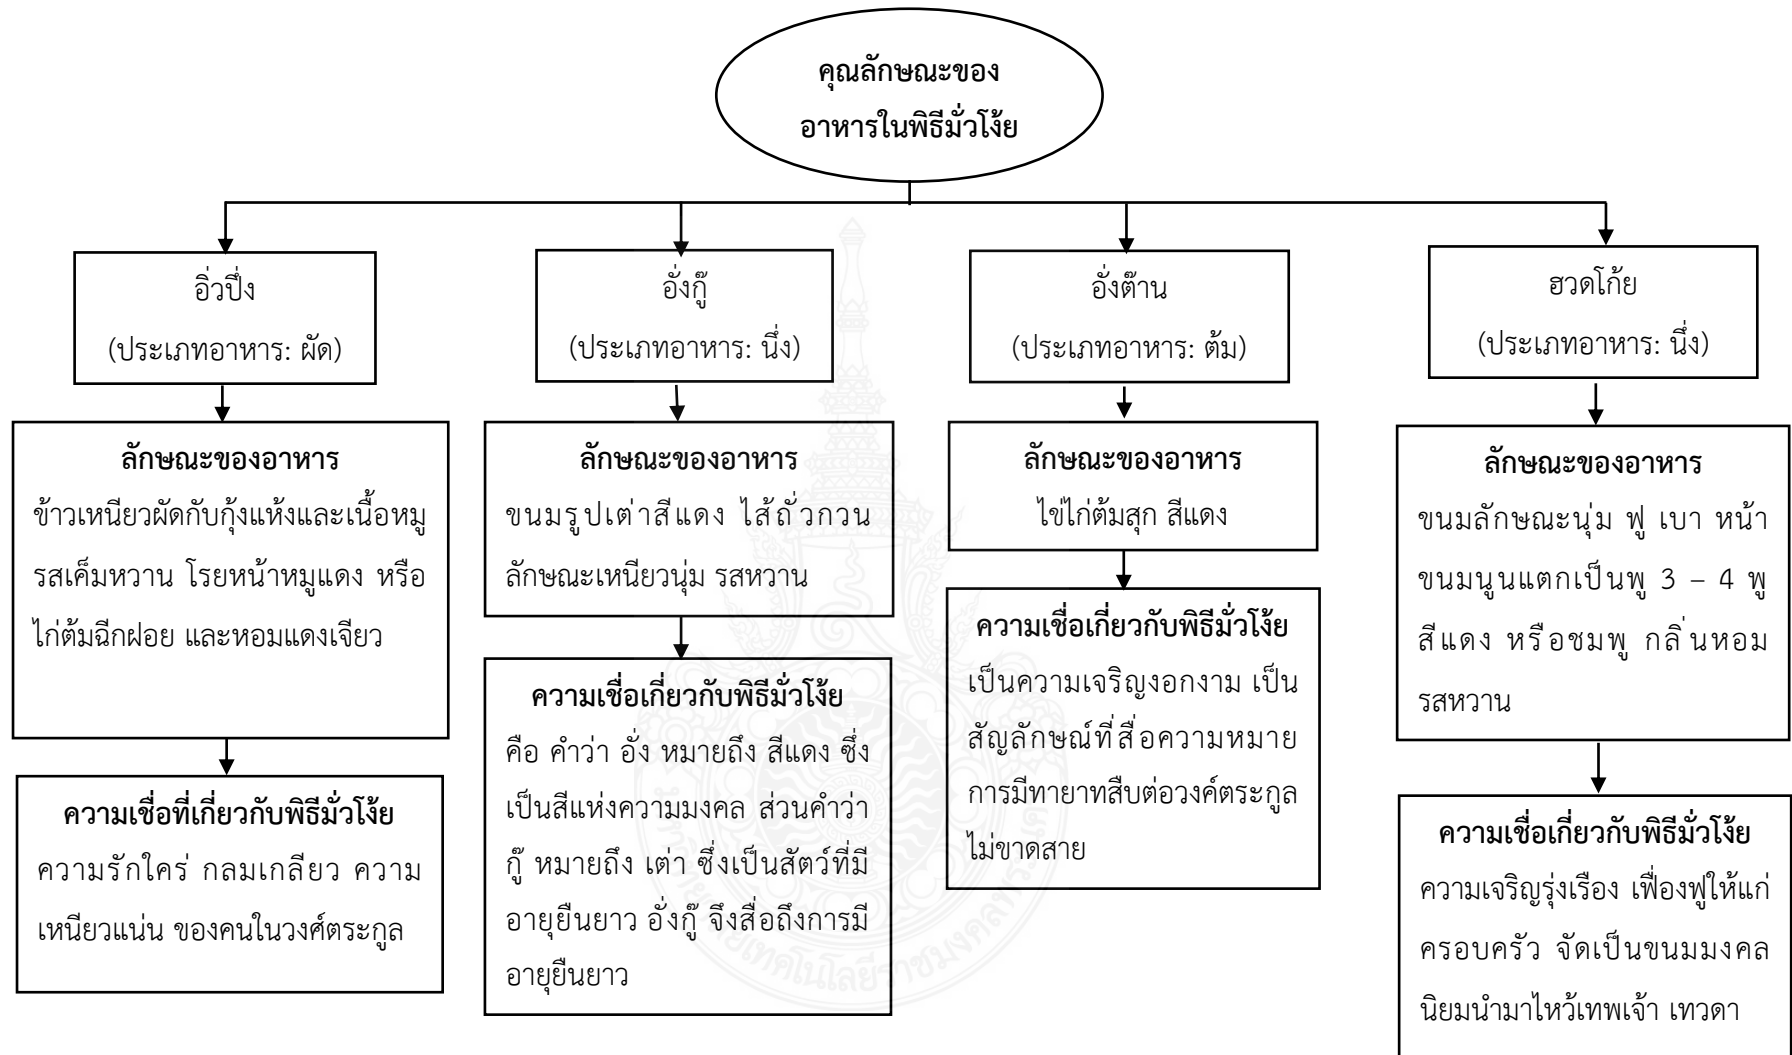 คุณลักษณะของ
อาหารในพิธีมั่วโง้ย
อิ่วปึ่ง
(ประเภทอาหาร: ผัด)
ลักษณะของอาหาร
ข้าวเหนียวผัดกับกุ้งแห้งและเนื้อหมู
รสเค็มหวาน โรยหน้าหมูแดง หรือ
ไก่ต้มฉีกฝอย และหอมแดงเจียว
ความเชื่อที่เกี่ยวกับพิธีมั่วโง้ย
ความรักใคร่ กลมเกลียว ความ
เหนียวแน่น ของคนในวงศ์ตระกูล
อั่งกู๊
(ประเภทอาหาร: นึ่ง)
ลักษณะของอาหาร
ขนมรูปเต่าสีแดง ไส้ถั่วกวน
ลักษณะเหนียวนุ่ม รสหวาน
ความเชื่อเกี่ยวกับพิธีมั่วโง้ย
คือ คำว่า อั่ง หมายถึง สีแดง ซึ่ง
เป็นสีแห่งความมงคล ส่วนคำว่า
กู๊ หมายถึง เต่า ซึ่งเป็นสัตว์ที่มี
อายุยืนยาว อั่งกู๊ จึงสื่อถึงการมี
อายุยืนยาว
อั่งต๊าน
(ประเภทอาหาร: ต้ม)
ลักษณะของอาหาร
ไข่ไก่ต้มสุก สีแดง
ความเชื่อเกี่ยวกับพิธีมั่วโง้ย
เป็นความเจริญงอกงาม เป็น
สัญลักษณ์ที่สื่อความหมาย
การมีทายาทสืบต่อวงค์ตระกูล
ไม่ขาดสาย
ฮวดโก้ย
(ประเภทอาหาร: นึ่ง)
ลักษณะของอาหาร
ขนมลักษณะนุ่ม ฟู เบา หน้า
ขนมนูนแตกเป็นพู 3 – 4 พู
สีแดง หรือชมพู กลิ่นหอม
รสหวาน
ความเชื่อเกี่ยวกับพิธีมั่วโง้ย
ความเจริญรุ่งเรือง เฟื่องฟูให้แก่
ครอบครัว จัดเป็นขนมมงคล
นิยมนำมาไหว้เทพเจ้า เทวดา